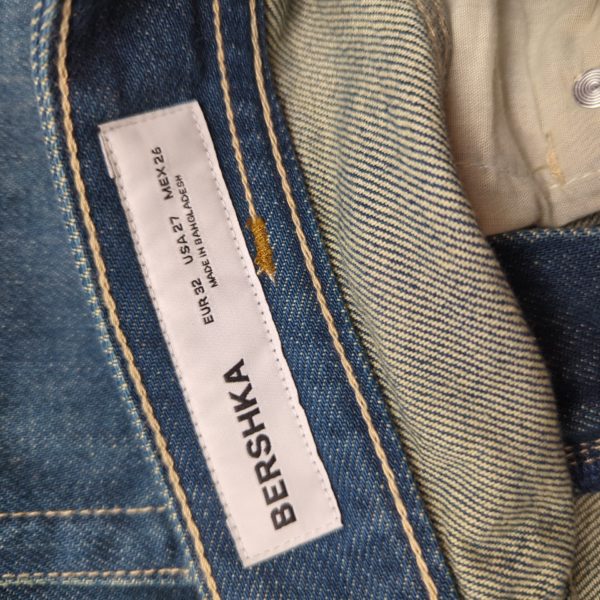 BERSHKA
EUR 32 USA 27 MEX 26
MADE IN BANGLADESH